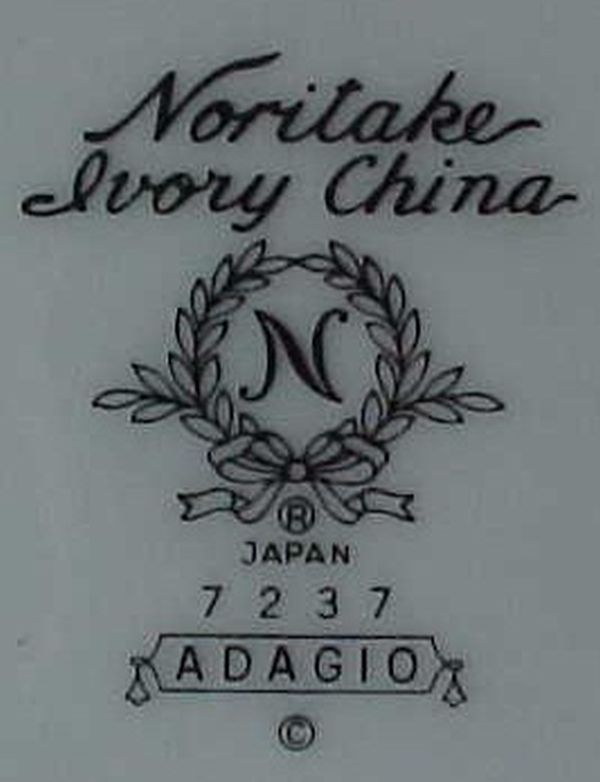 Noritake
Ivory China
N
®
JAPAN
7237
ADAGIO
©